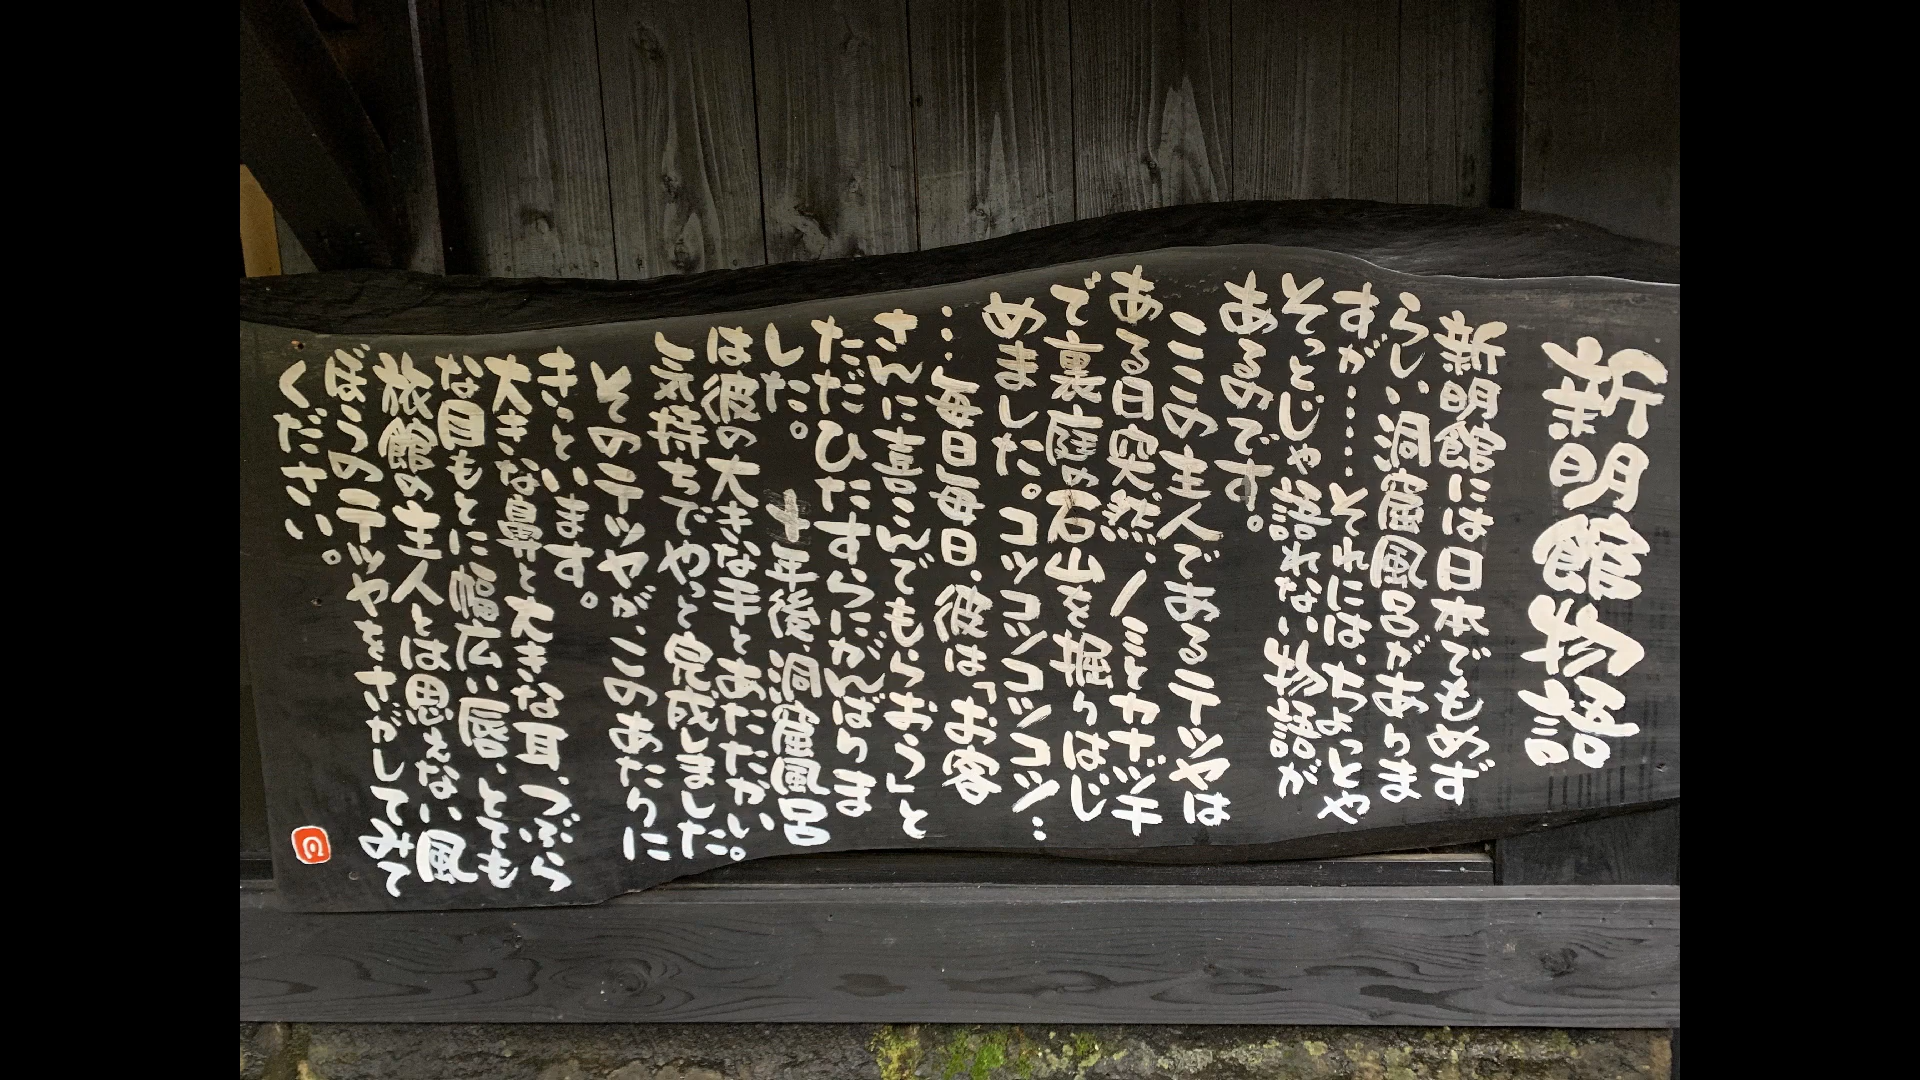 新明館物語
新明館には日本でもめず
らしい洞窟風呂がありま
すが……それには、ちょっとや
そっとじゃ語れない物語が
あるのです。
ここの主人であるテツヤは
ある日突然、ノミとカナヅチ
で裏庭の石山を掘りはじ
めました。コツコツコツコツ…
…毎日毎日、彼は「お客
さんに喜こんでもらおう」と
ただひたすらにがんばりま
した。 十年後、洞窟風呂
は彼の大きな手とあたたかい
気持ちでやっと完成しました。
そのテツヤが、このあたりに
きっといます。
大きな鼻と大きな耳、つぶら
な目もとに幅広い唇、とても
旅館の主人とは思えない風
ぼうのテツヤをさがしてみて
ください。